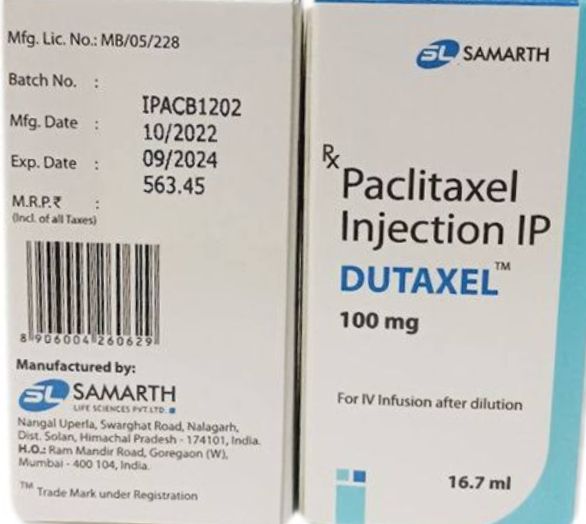 Mfg. Lic. No.: MB/05/228
Batch No. :
IPACB1202
Mfg. Date :
10/2022
Exp. Date :
09/2024
M.R.P.₹ :
563.45
(Incl. of all Taxes)
8 906004 260629
Manufactured by:
SL SAMARTH
LIFE SCIENCES PVT.LTD.
Nangal Uperla, Swarghat Road, Nalagarh,
Dist. Solan, Himachal Pradesh - 174101, India.
H.O.: Ram Mandir Road, Goregaon (W),
Mumbai - 400 104, India.
TM Trade Mark under Registration
SL SAMARTH
Rx
Paclitaxel
Injection IP
DUTAXEL™
100 mg
For IV Infusion after dilution
16.7 ml